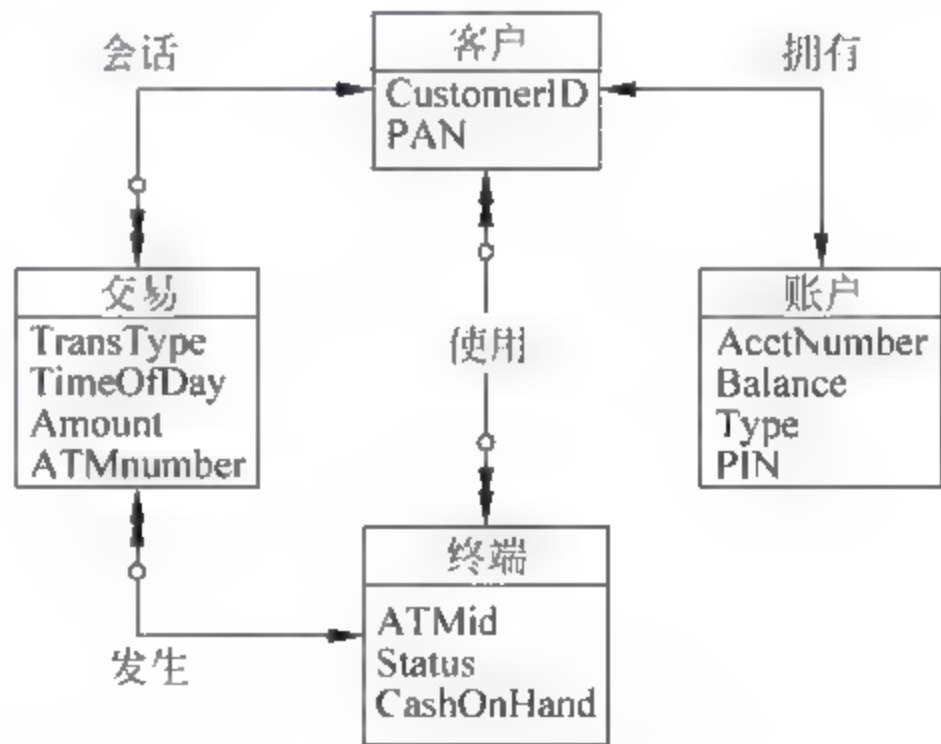 会话
客户
拥有
CustomerID
PAN
交易
TransType
TimeOfDay
Amount
ATMnumber
使用
账户
AcctNumber
Balance
Type
PIN
终端
ATMid
Status
CashOnHand
发生